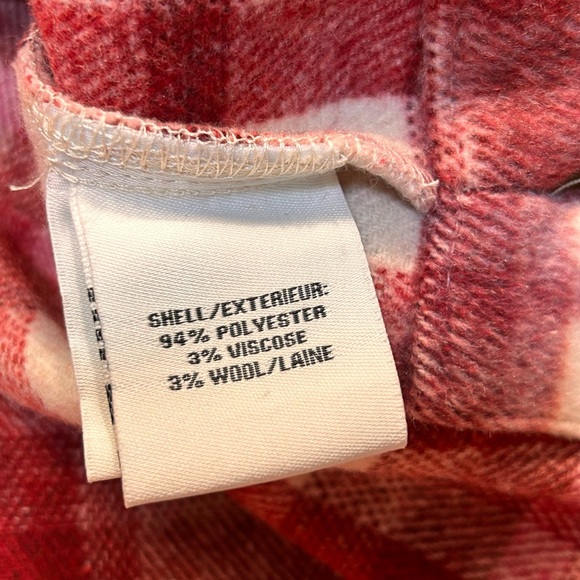 SHELL/EXTERIEUR:
94% POLYESTER
3% VISCOSE
3% WOOL/LAINE